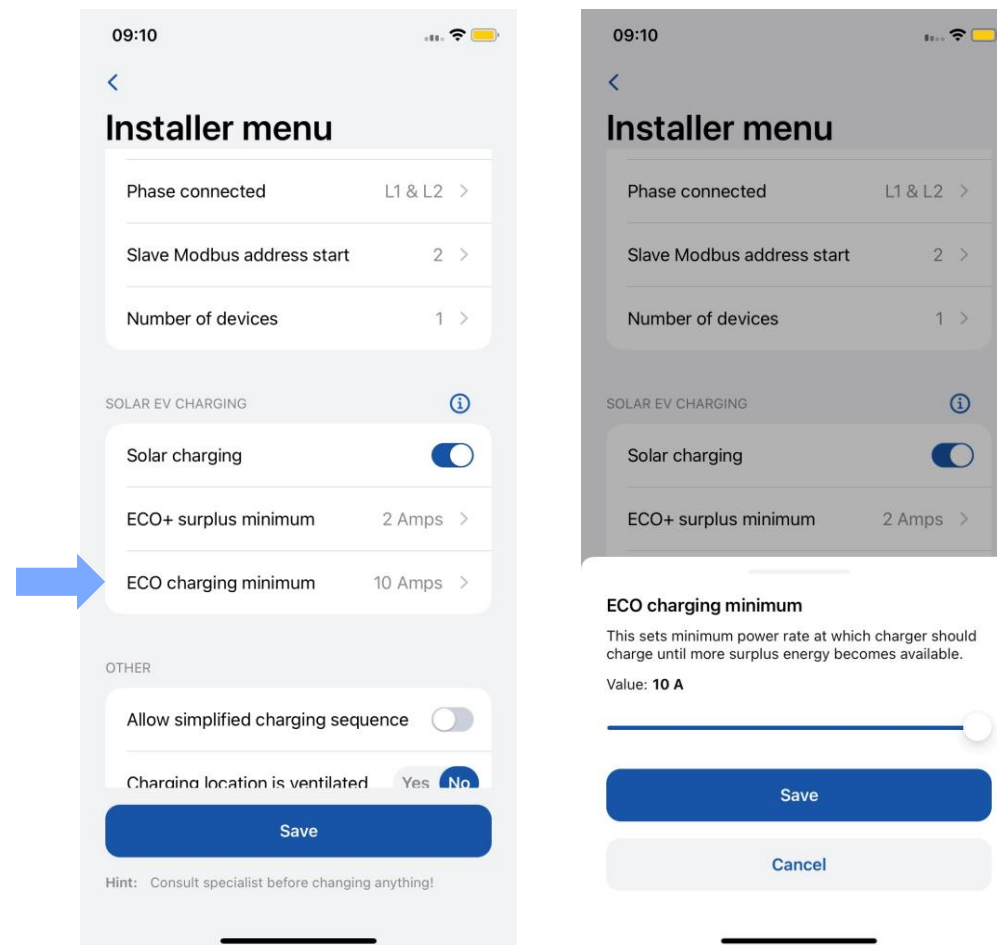 09:10
Installer menu
Phase connected L1 & L2
Slave Modbus address start 2
Number of devices 1
SOLAR EV CHARGING
Solar charging
ECO+ surplus minimum 2 Amps
ECO charging minimum 10 Amps
OTHER
Allow simplified charging sequence
Charging location is ventilated Yes No
Save
Hint: Consult specialist before changing anything!
09:10
Installer menu
Phase connected L1 & L2
Slave Modbus address start 2
Number of devices 1
SOLAR EV CHARGING
Solar charging
ECO+ surplus minimum 2 Amps
ECO charging minimum
This sets minimum power rate at which charger should
charge until more surplus energy becomes available.
Value: 10 A
Save
Cancel